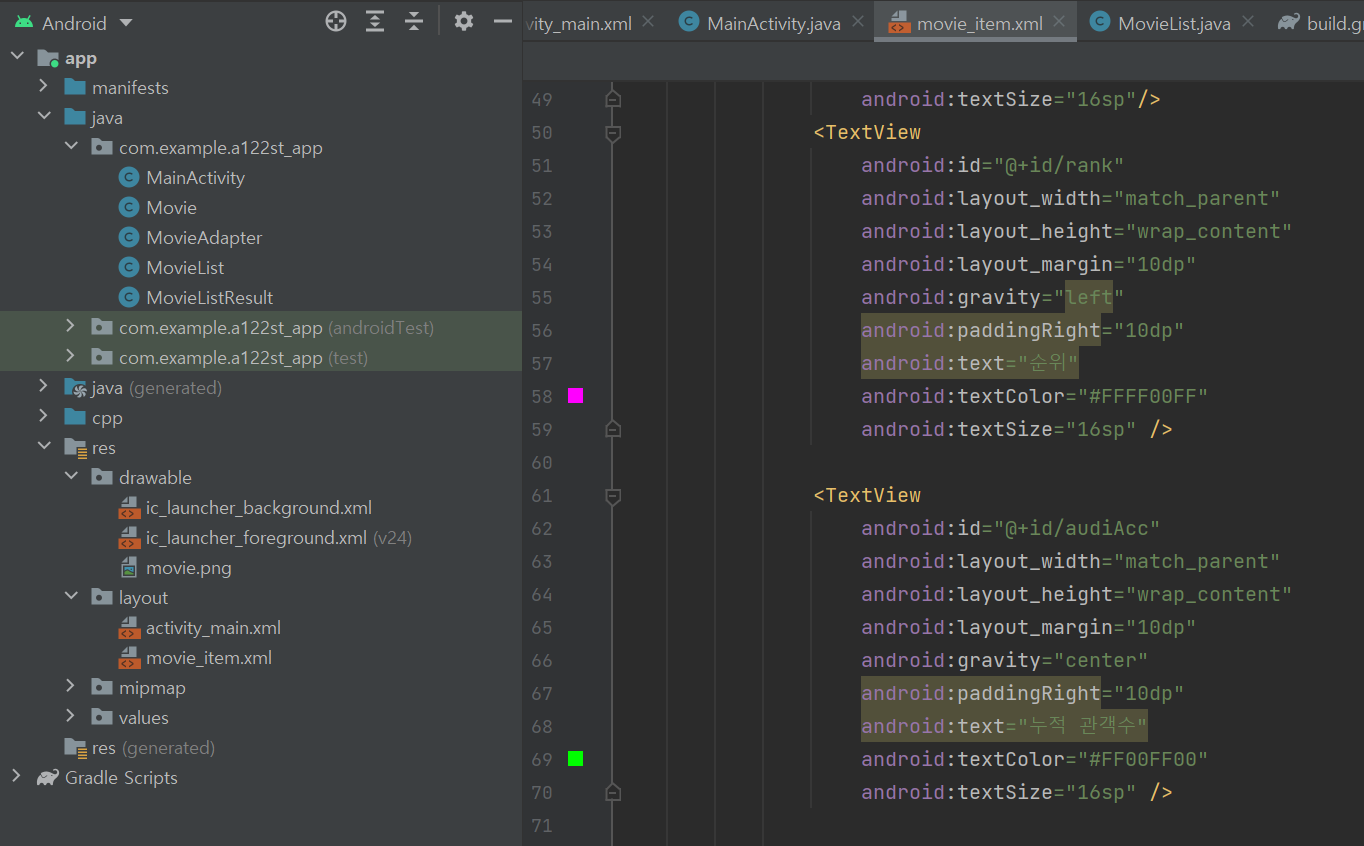 Android
app
manifests
java
com.example.a122st_app
MainActivity
Movie
MovieAdapter
MovieList
MovieListResult
com.example.a122st_app (androidTest)
com.example.a122st_app (test)
java (generated)
cpp
res
drawable
ic_launcher_background.xml
ic_launcher_foreground.xml (v24)
movie.png
layout
activity_main.xml
movie_item.xml
mipmap
values
res (generated)
Gradle Scripts
vity_main.xml MainActivity.java movie_item.xml MovieList.java build.gr
49 android:textSize="16sp"/>
50 <TextView
51 android:id="@+id/rank"
52 android:layout_width="match_parent"
53 android:layout_height="wrap_content"
54 android:layout_margin="10dp"
55 android:gravity="left"
56 android:paddingRight="10dp"
57 android:text="순위"
58 android:textColor="#FFFF00FF"
59 android:textSize="16sp" />
60
61 <TextView
62 android:id="@+id/audiAcc"
63 android:layout_width="match_parent"
64 android:layout_height="wrap_content"
65 android:layout_margin="10dp"
66 android:gravity="center"
67 android:paddingRight="10dp"
68 android:text="누적 관객수"
69 android:textColor="#FF00FF00"
70 android:textSize="16sp" />
71